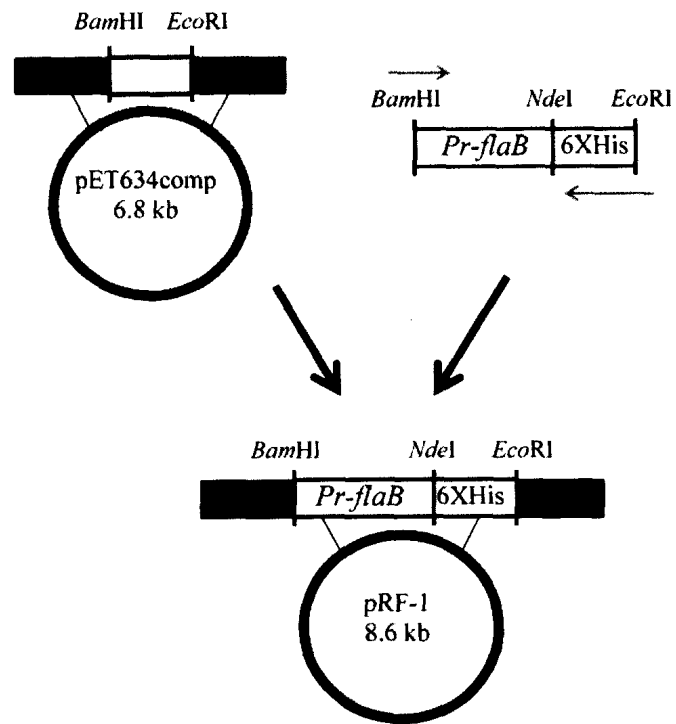 BamHI EcoRI
pET634comp
6.8 kb
BamHI NdeI EcoRI
Pr-flaB 6XHis
BamHI NdeI EcoRI
Pr-flaB 6XHis
pRF-1
8.6 kb